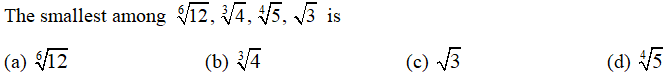 The smallest among ⁶√12, ³√4, ⁴√5, √3 is
(a) ⁶√12 (b) ³√4 (c) √3 (d) ⁴√5